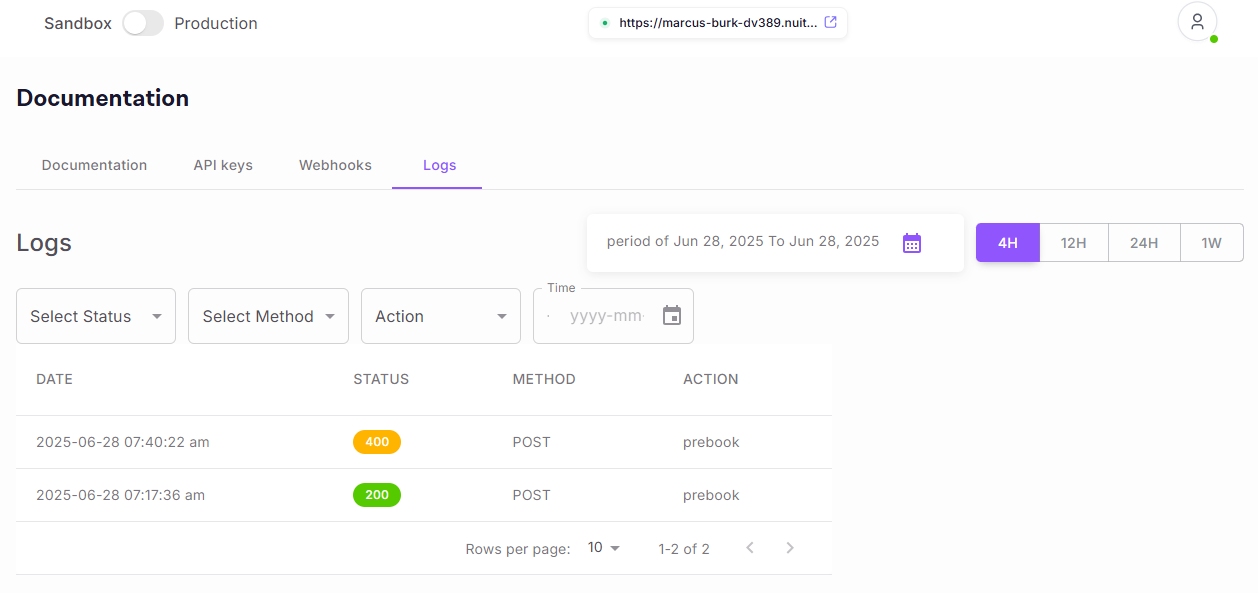 Sandbox Production https://marcus-burk-dv389.nuit...
Documentation
Documentation API keys Webhooks Logs
Logs period of Jun 28, 2025 To Jun 28, 2025 4H 12H 24H 1W
Time
Select Status Select Method Action yyyy-mm
DATE STATUS METHOD ACTION
2025-06-28 07:40:22 am 400 POST prebook
2025-06-28 07:17:36 am 200 POST prebook
Rows per page: 10 1-2 of 2